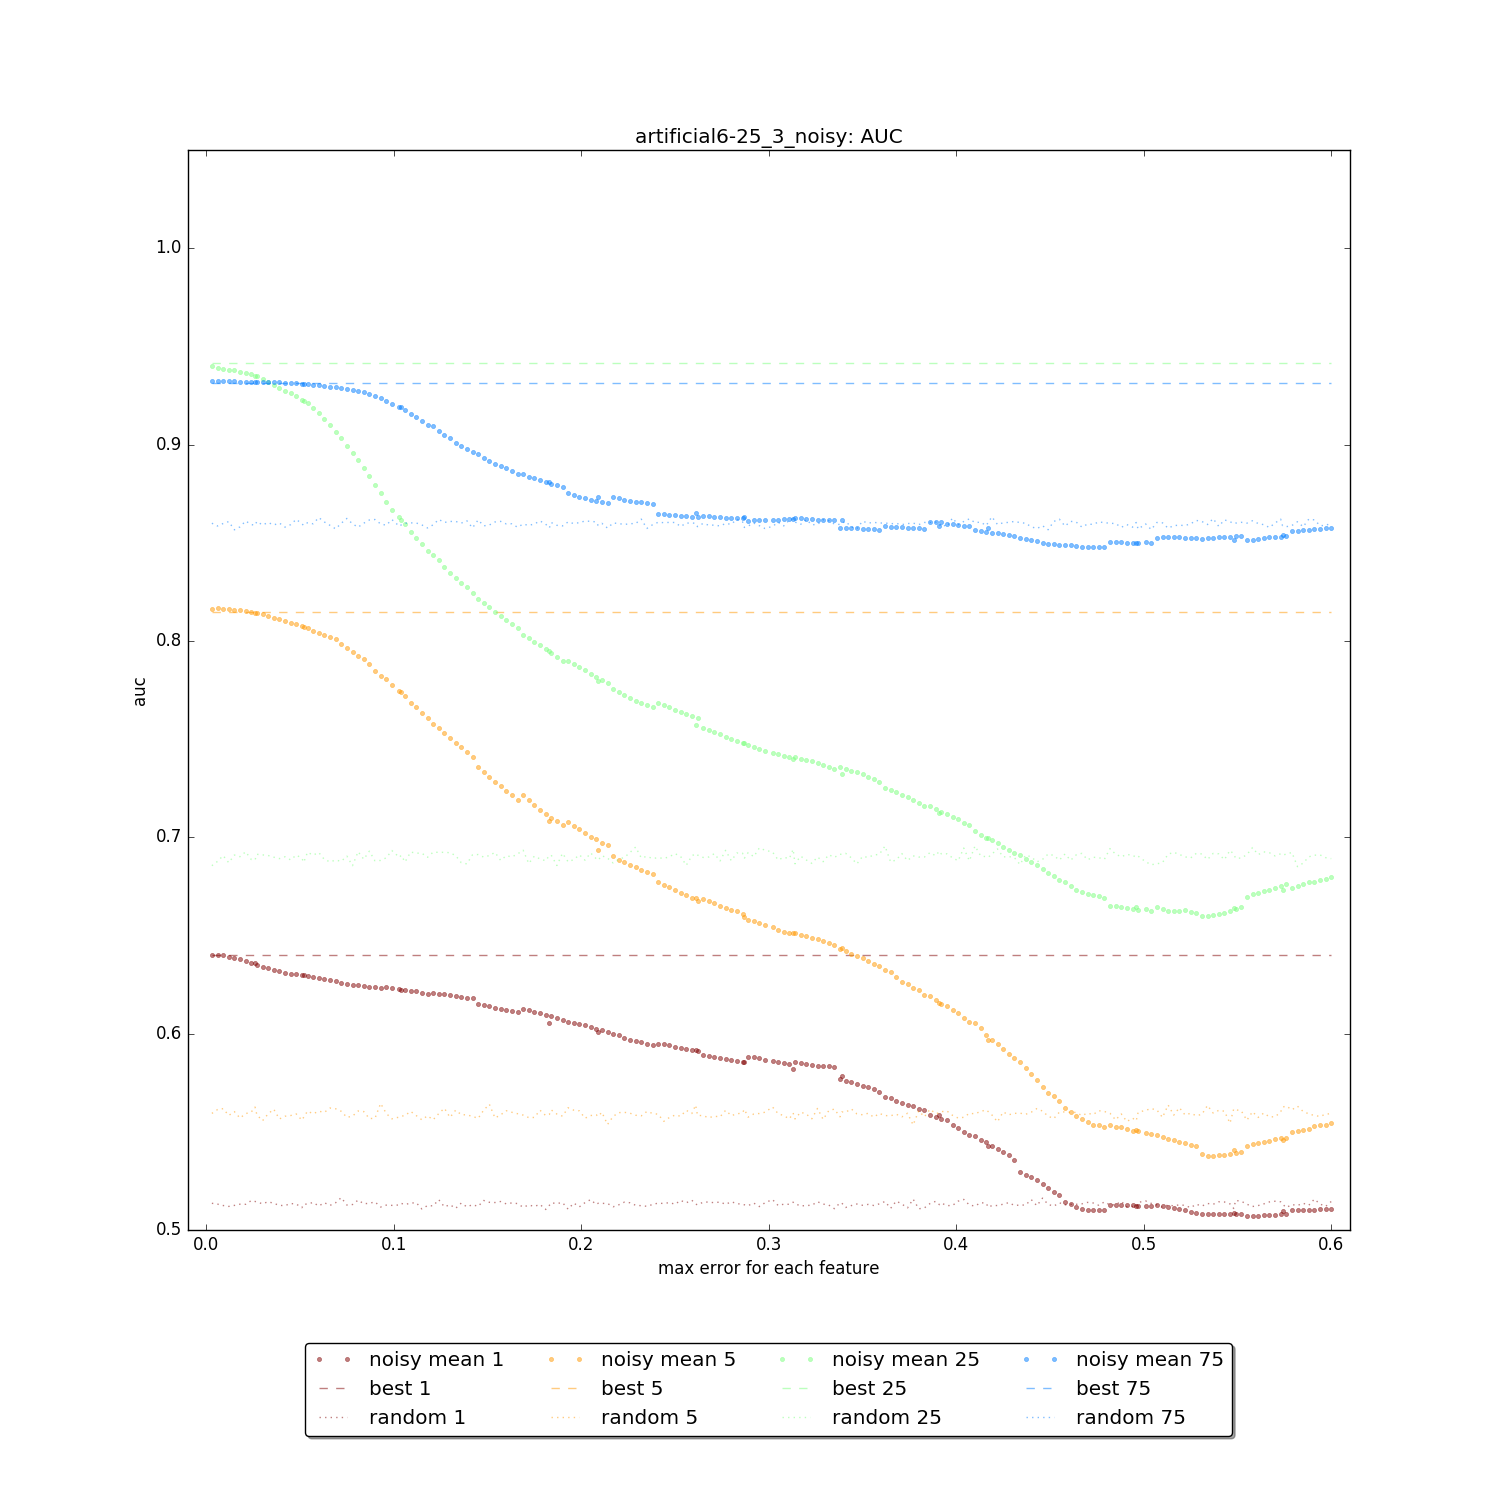 artificial6-25_3_noisy: AUC
1.0
0.9
0.8
0.7
0.6
0.5
auc
0.0 0.1 0.2 0.3 0.4 0.5 0.6
max error for each feature
noisy mean 1 noisy mean 5 noisy mean 25 noisy mean 75
best 1 best 5 best 25 best 75
random 1 random 5 random 25 random 75